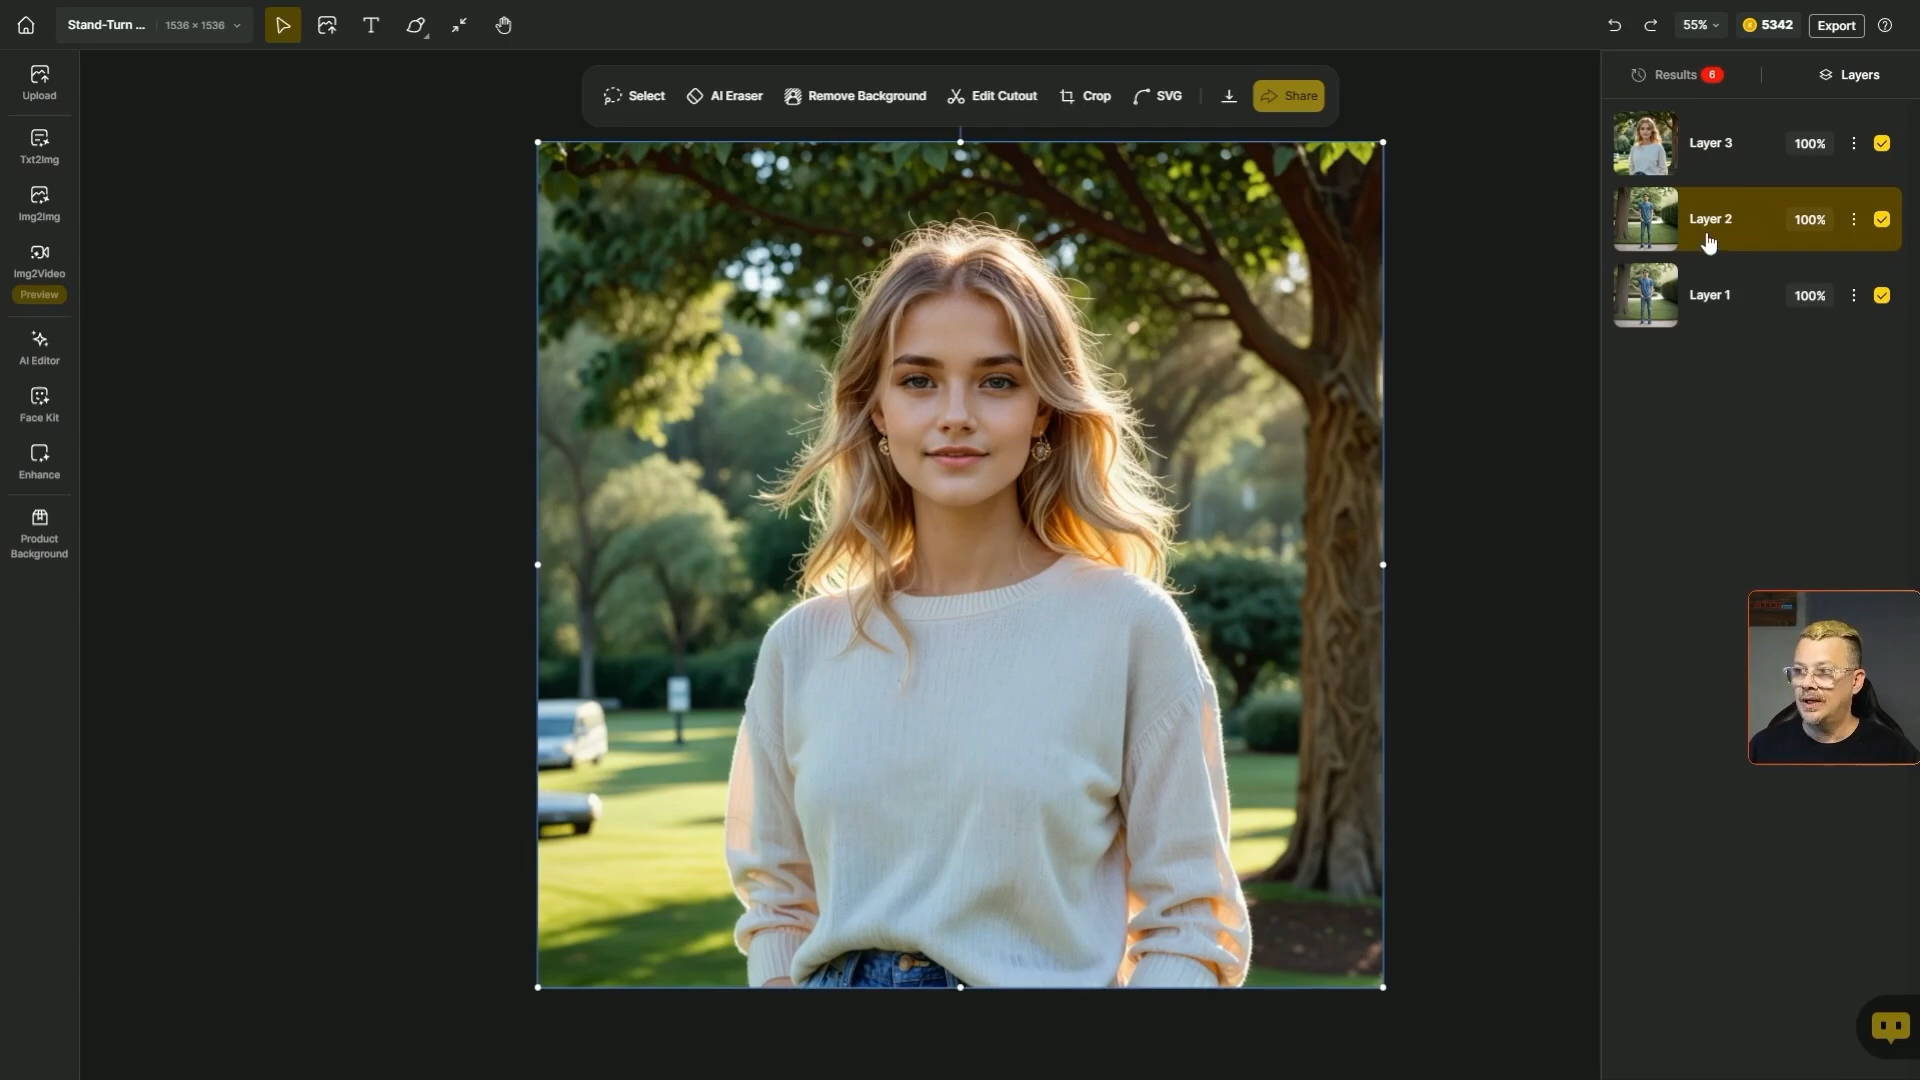 Stand-Turn ...
1536 × 1536
T
55%
5342
Export
Upload
Txt2Img
Img2Img
Img2Video
Preview
AI Editor
Face Kit
Enhance
Product
Background
Select
AI Eraser
Remove Background
Edit Cutout
Crop
SVG
Share
Results 6
Layers
Layer 3
100%
Layer 2
100%
Layer 1
100%